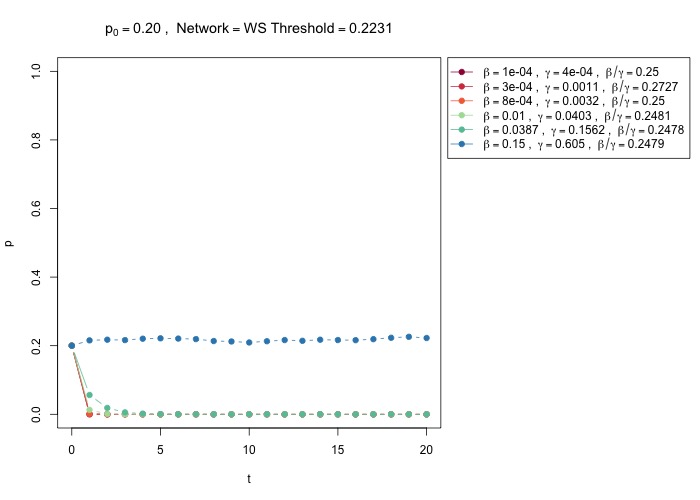 p0 = 0.20 , Network = WS Threshold = 0.2231
β = 1e-04 , γ = 4e-04 , β/γ = 0.25
β = 3e-04 , γ = 0.0011 , β/γ = 0.2727
β = 8e-04 , γ = 0.0032 , β/γ = 0.25
β = 0.01 , γ = 0.0403 , β/γ = 0.2481
β = 0.0387 , γ = 0.1562 , β/γ = 0.2478
β = 0.15 , γ = 0.605 , β/γ = 0.2479
1.0
0.8
0.6
0.4
0.2
0.0
p
0 5 10 15 20
t